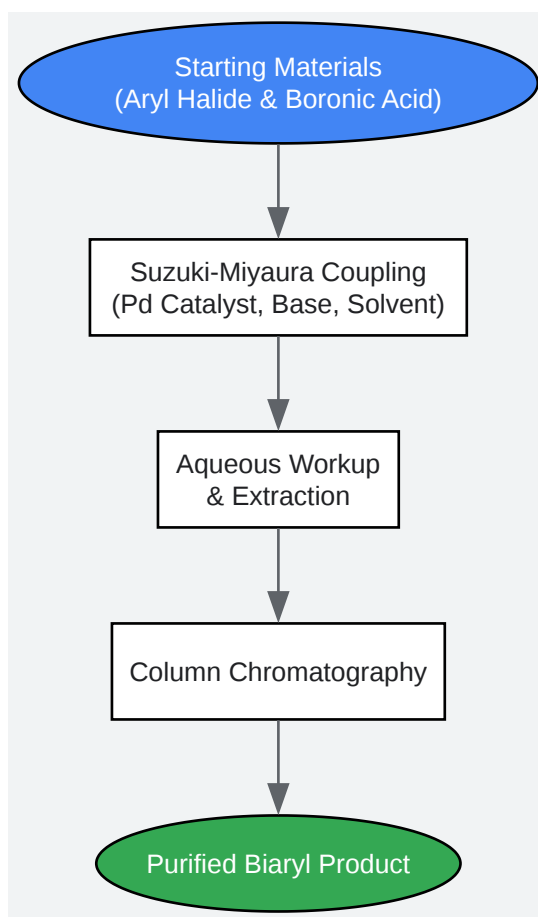 Starting Materials
(Aryl Halide & Boronic Acid)
Suzuki-Miyaura Coupling
(Pd Catalyst, Base, Solvent)
Aqueous Workup
& Extraction
Column Chromatography
Purified Biaryl Product